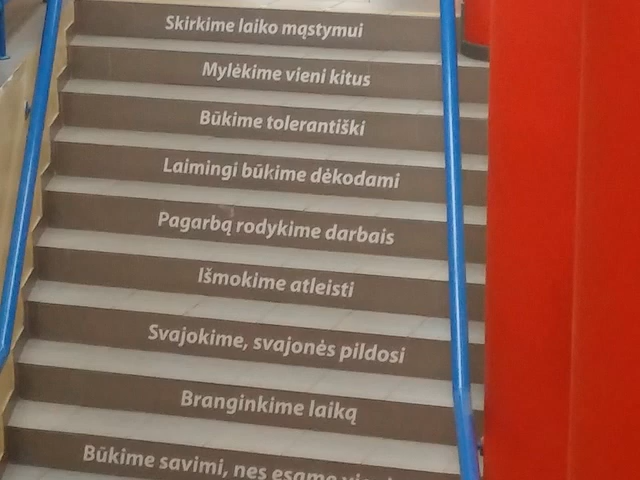 Skirkime laiko mąstymui
Mylėkime vieni kitus
Būkime tolerantiški
Laimingi būkime dėkodami
Pagarbą rodykime darbais
Išmokime atleisti
Svajokime, svajonės pildosi
Branginkime laiką
Būkime savimi, nes esame